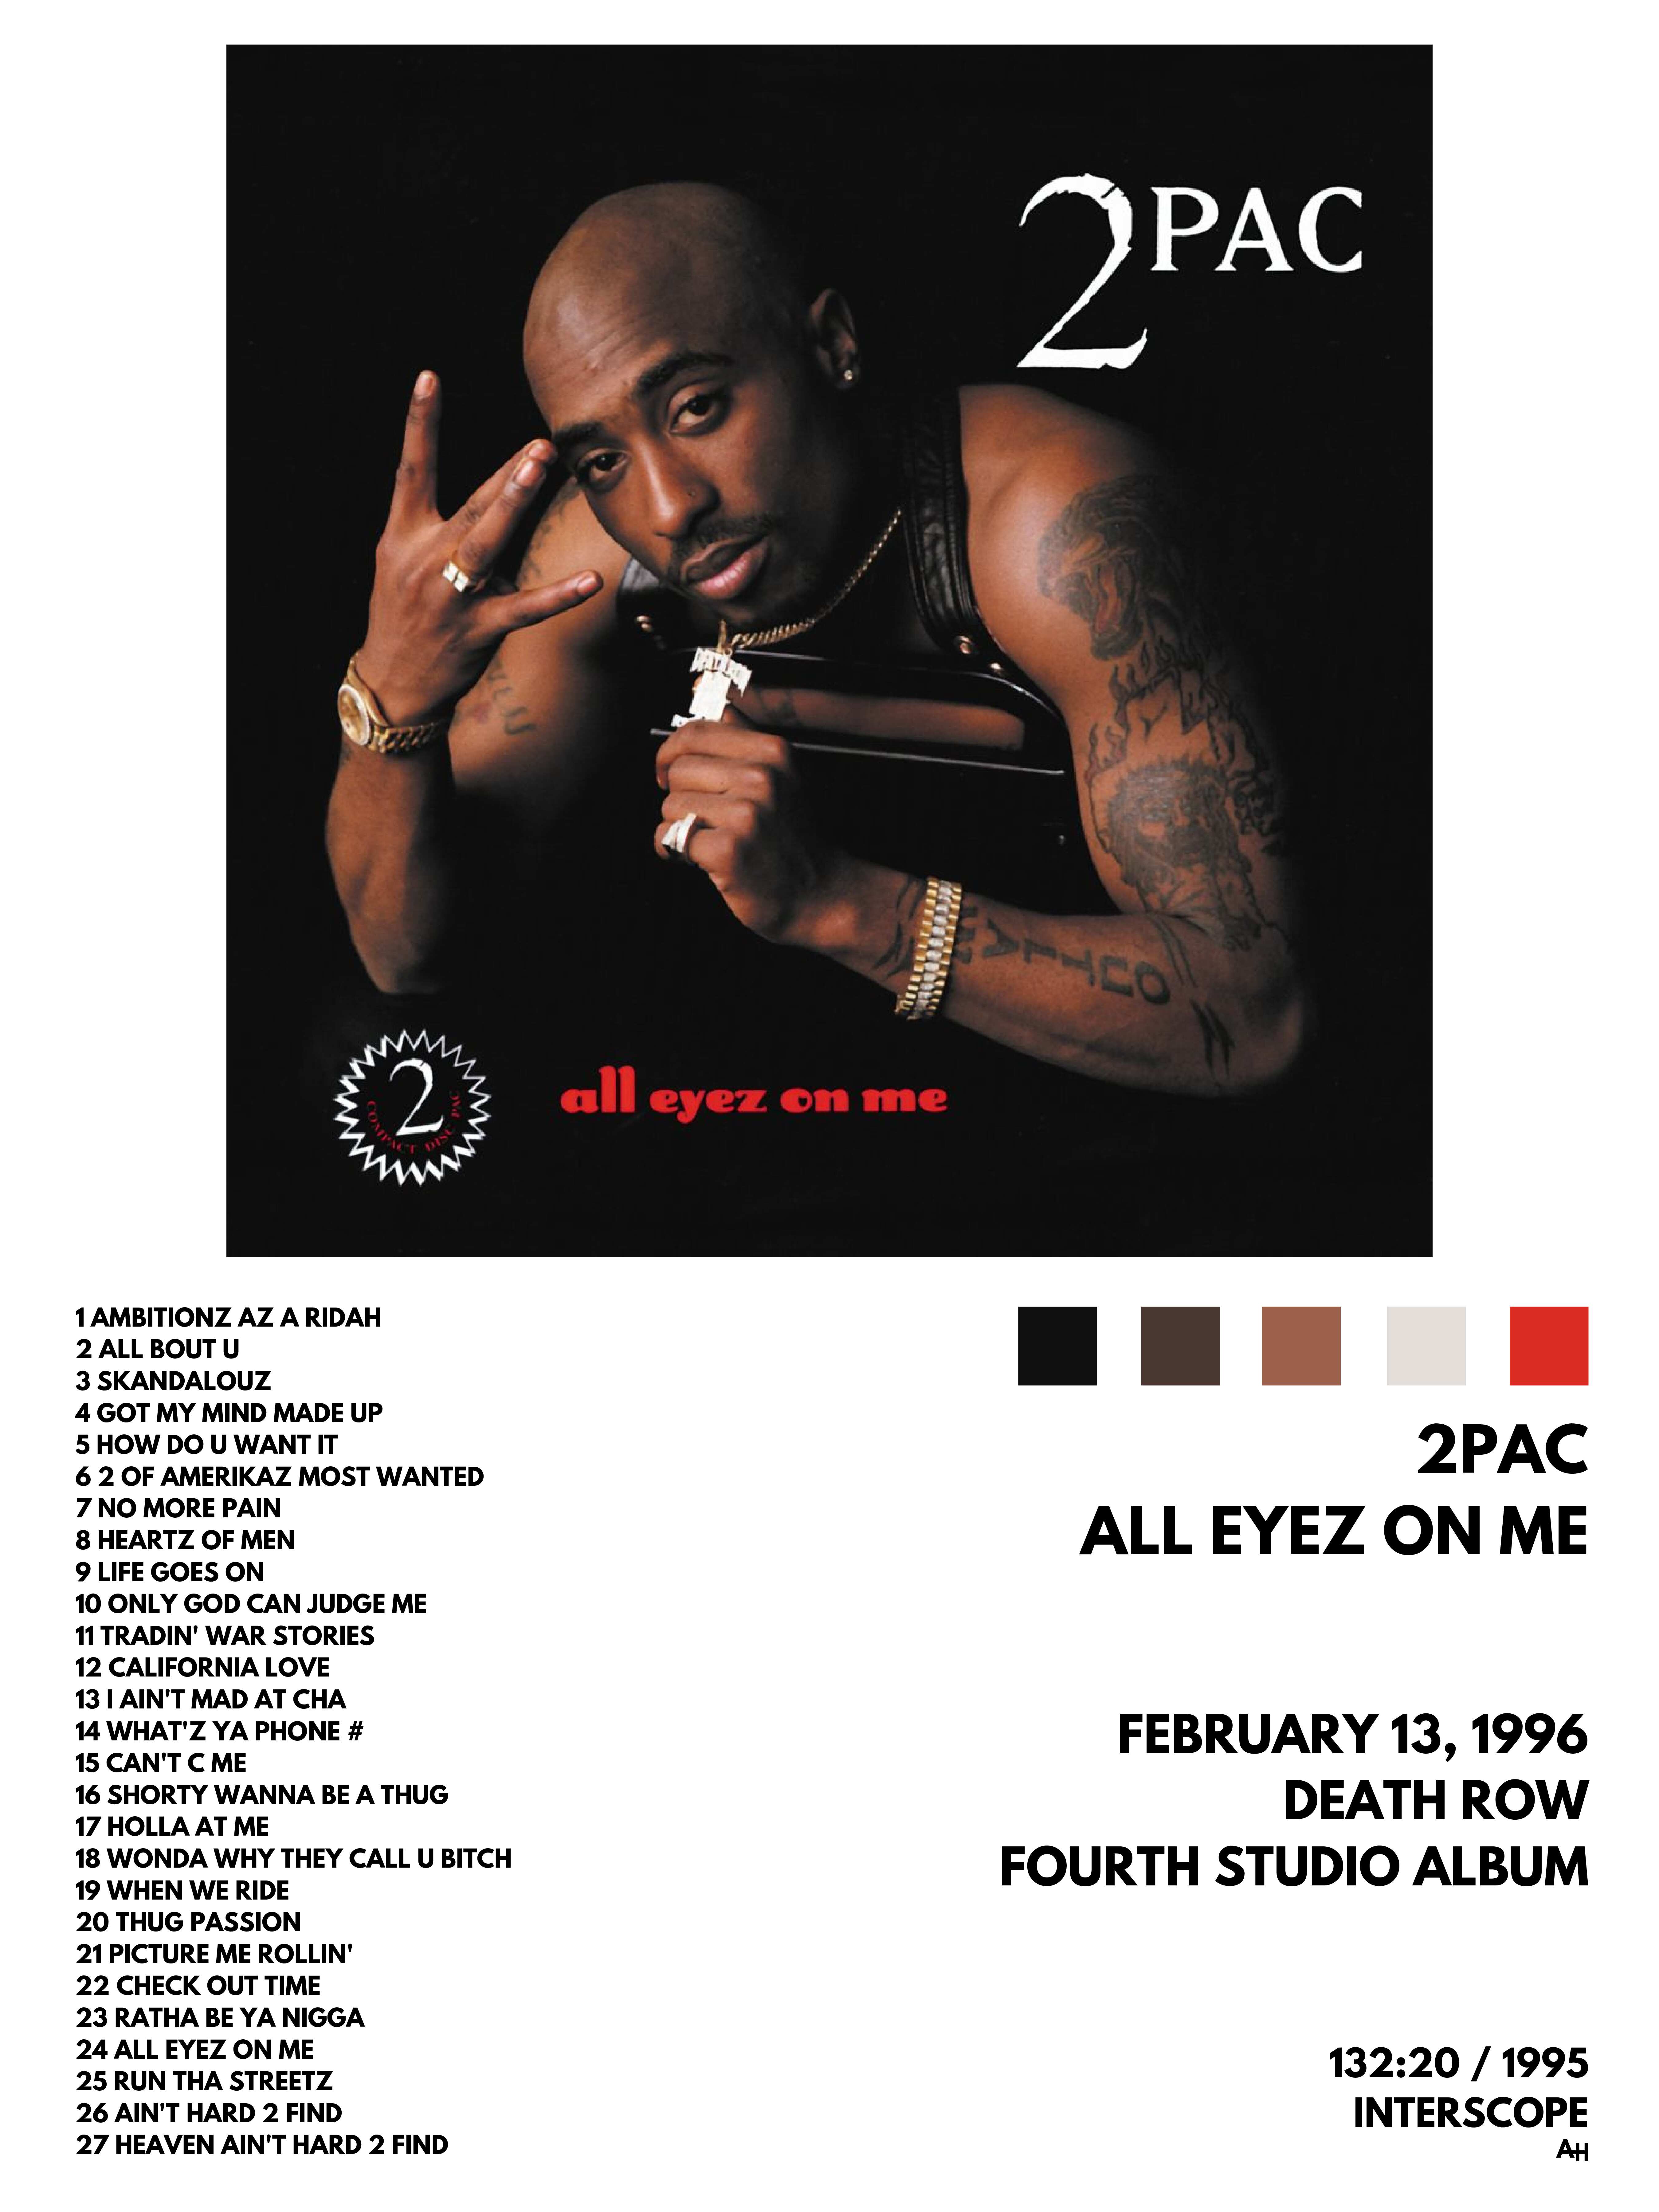 2PAC
OUTLAW
2
COMPACT DISC PAC
all eyez on me
1 AMBITIONZ AZ A RIDAH
2 ALL BOUT U
3 SKANDALOUZ
4 GOT MY MIND MADE UP
5 HOW DO U WANT IT
6 2 OF AMERIKAZ MOST WANTED
7 NO MORE PAIN
8 HEARTZ OF MEN
9 LIFE GOES ON
10 ONLY GOD CAN JUDGE ME
11 TRADIN' WAR STORIES
12 CALIFORNIA LOVE
13 I AIN'T MAD AT CHA
14 WHAT'Z YA PHONE #
15 CAN'T C ME
16 SHORTY WANNA BE A THUG
17 HOLLA AT ME
18 WONDA WHY THEY CALL U BITCH
19 WHEN WE RIDE
20 THUG PASSION
21 PICTURE ME ROLLIN'
22 CHECK OUT TIME
23 RATHA BE YA NIGGA
24 ALL EYEZ ON ME
25 RUN THA STREETZ
26 AIN'T HARD 2 FIND
27 HEAVEN AIN'T HARD 2 FIND
2PAC
ALL EYEZ ON ME
FEBRUARY 13, 1996
DEATH ROW
FOURTH STUDIO ALBUM
132:20 / 1995
INTERSCOPE
AH